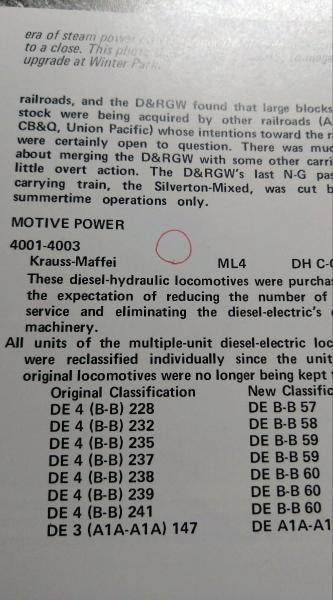 era of steam power
to a close. This
upgrade at Winter Park.
railroads, and the D&RGW found that large blocks
stock were being acquired by other railroads (A
CB&Q, Union Pacific) whose intentions toward the r
were certainly open to question. There was muc
about merging the D&RGW with some other carri
little overt action. The D&RGW's last N-G pas
carrying train, the Silverton-Mixed, was cut b
summertime operations only.
MOTIVE POWER
4001-4003
Krauss-Maffei ML4 DH C-C
These diesel-hydraulic locomotives were purcha
the expectation of reducing the number of
service and eliminating the diesel-electric's
machinery.
All units of the multiple-unit diesel-electric loc
were reclassified individually since the unit
original locomotives were no longer being kept
Original Classification New Classific
DE 4 (B-B) 228 DE B-B 57
DE 4 (B-B) 232 DE B-B 58
DE 4 (B-B) 235 DE B-B 59
DE 4 (B-B) 237 DE B-B 59
DE 4 (B-B) 238 DE B-B 60
DE 4 (B-B) 239 DE B-B 60
DE 4 (B-B) 241 DE B-B 60
DE 3 (A1A-A1A) 147 DE A1A-A1